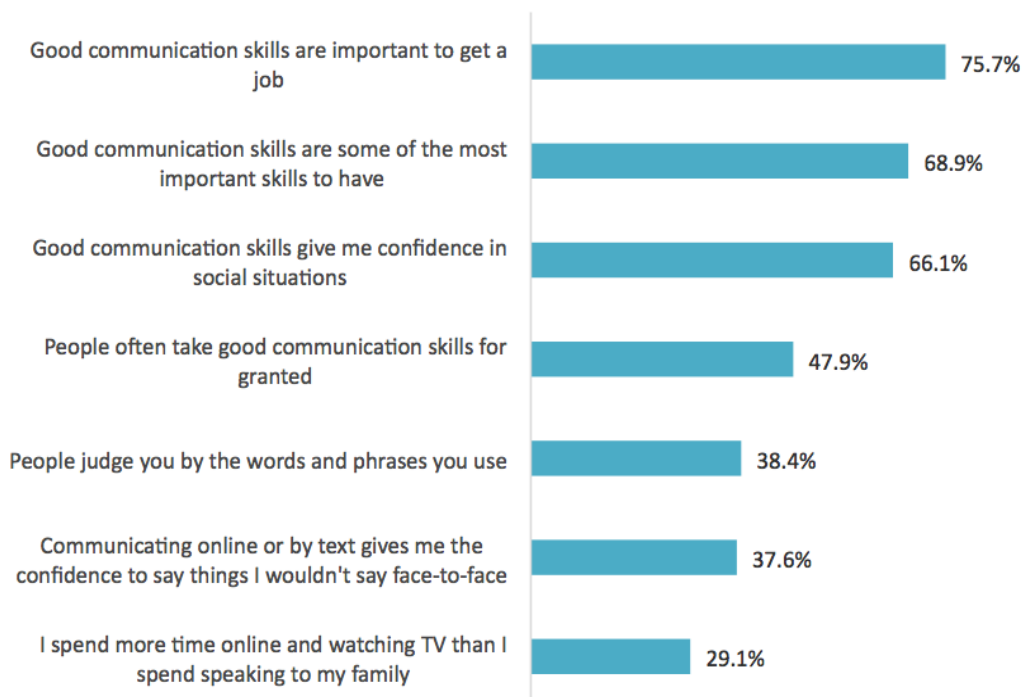 Good communication skills are important to get a
job
75.7%
Good communication skills are some of the most
important skills to have
68.9%
Good communication skills give me confidence in
social situations
66.1%
People often take good communication skills for
granted
47.9%
People judge you by the words and phrases you use
38.4%
Communicating online or by text gives me the
confidence to say things I wouldn't say face-to-face
37.6%
I spend more time online and watching TV than I
spend speaking to my family
29.1%